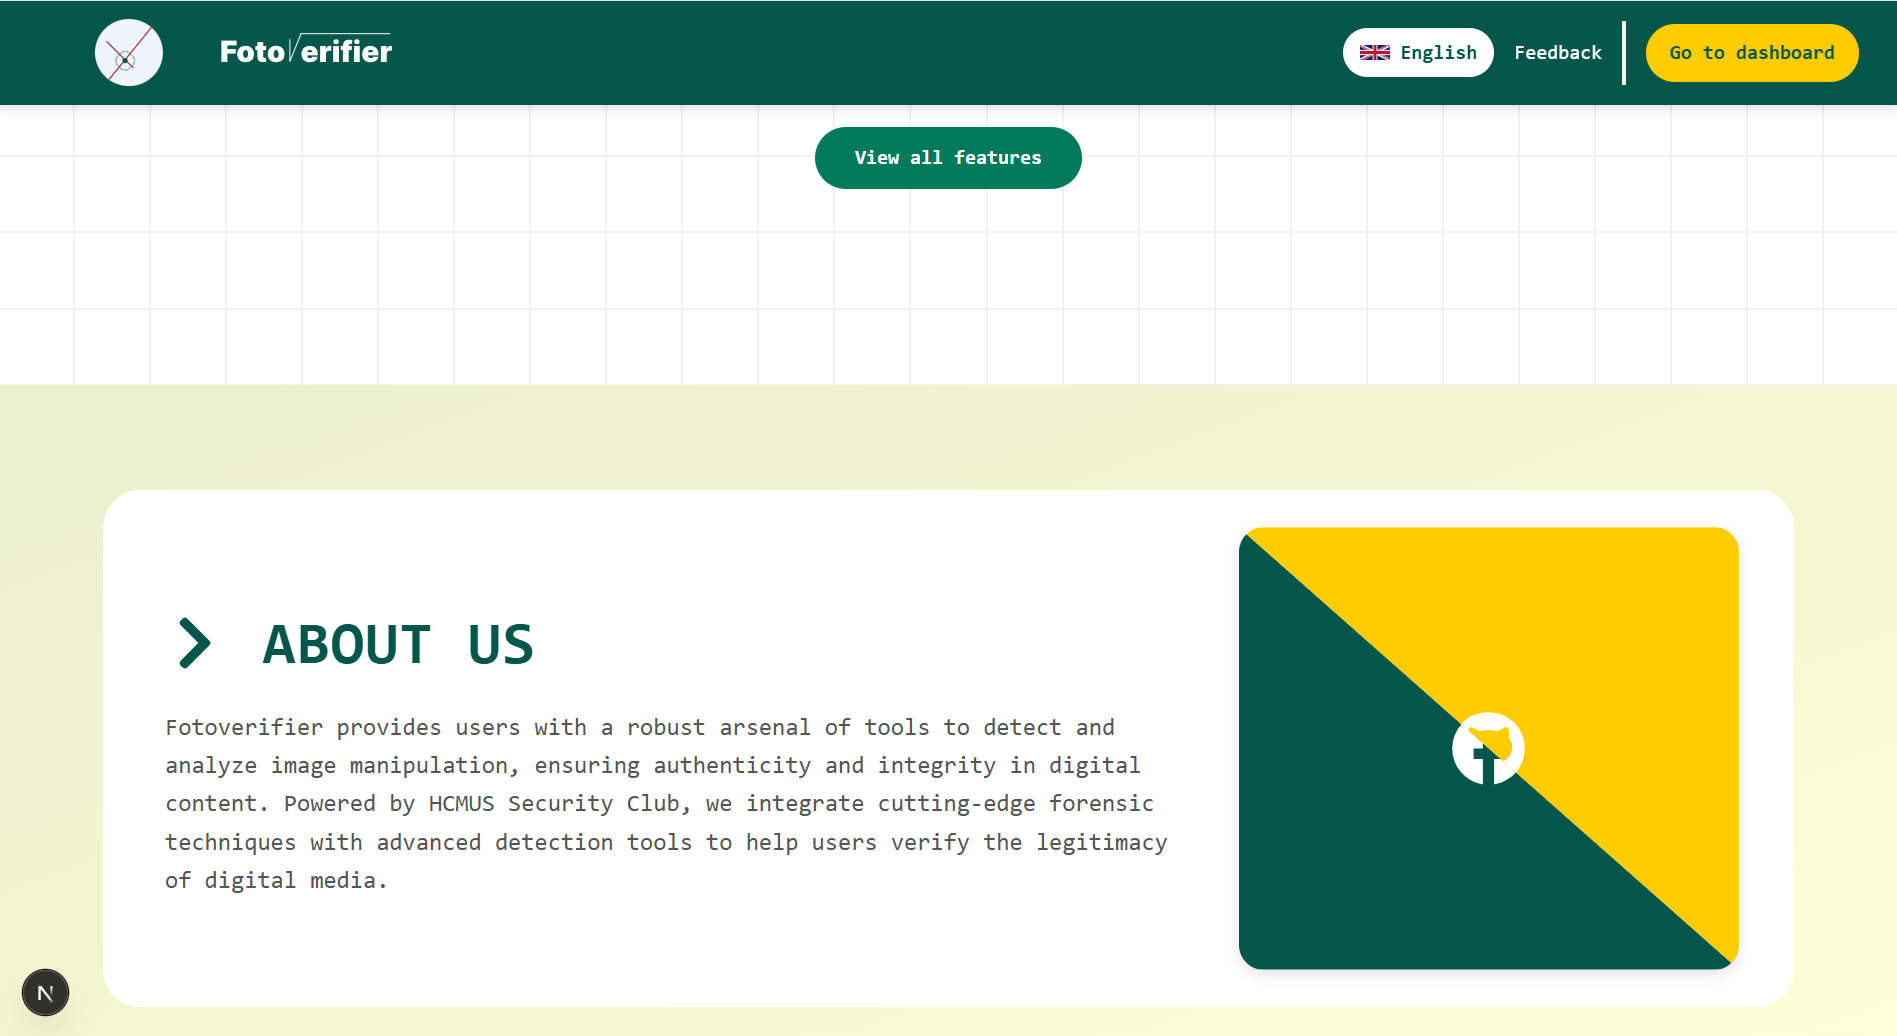 FotoVerifier
English
Feedback
Go to dashboard
View all features
ABOUT US
Fotoverifier provides users with a robust arsenal of tools to detect and
analyze image manipulation, ensuring authenticity and integrity in digital
content. Powered by HCMUS Security Club, we integrate cutting-edge forensic
techniques with advanced detection tools to help users verify the legitimacy
of digital media.
N